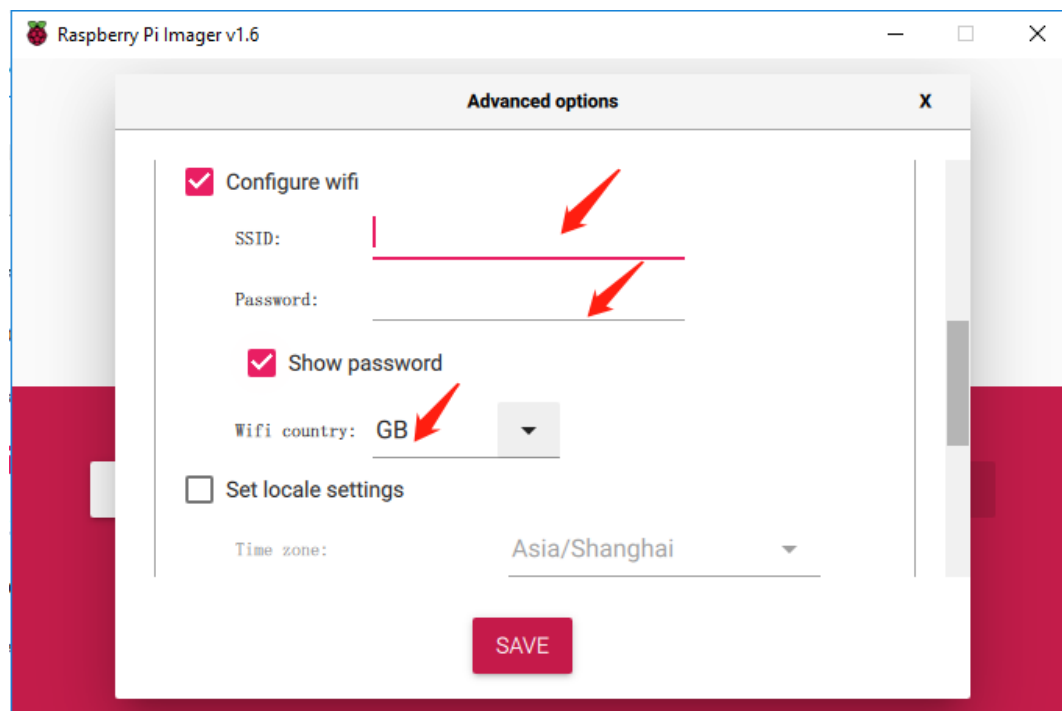 Raspberry Pi Imager v1.6
Advanced options
X
Configure wifi
SSID:
Password:
Show password
Wifi country: GB
Set locale settings
Time zone: Asia/Shanghai
SAVE